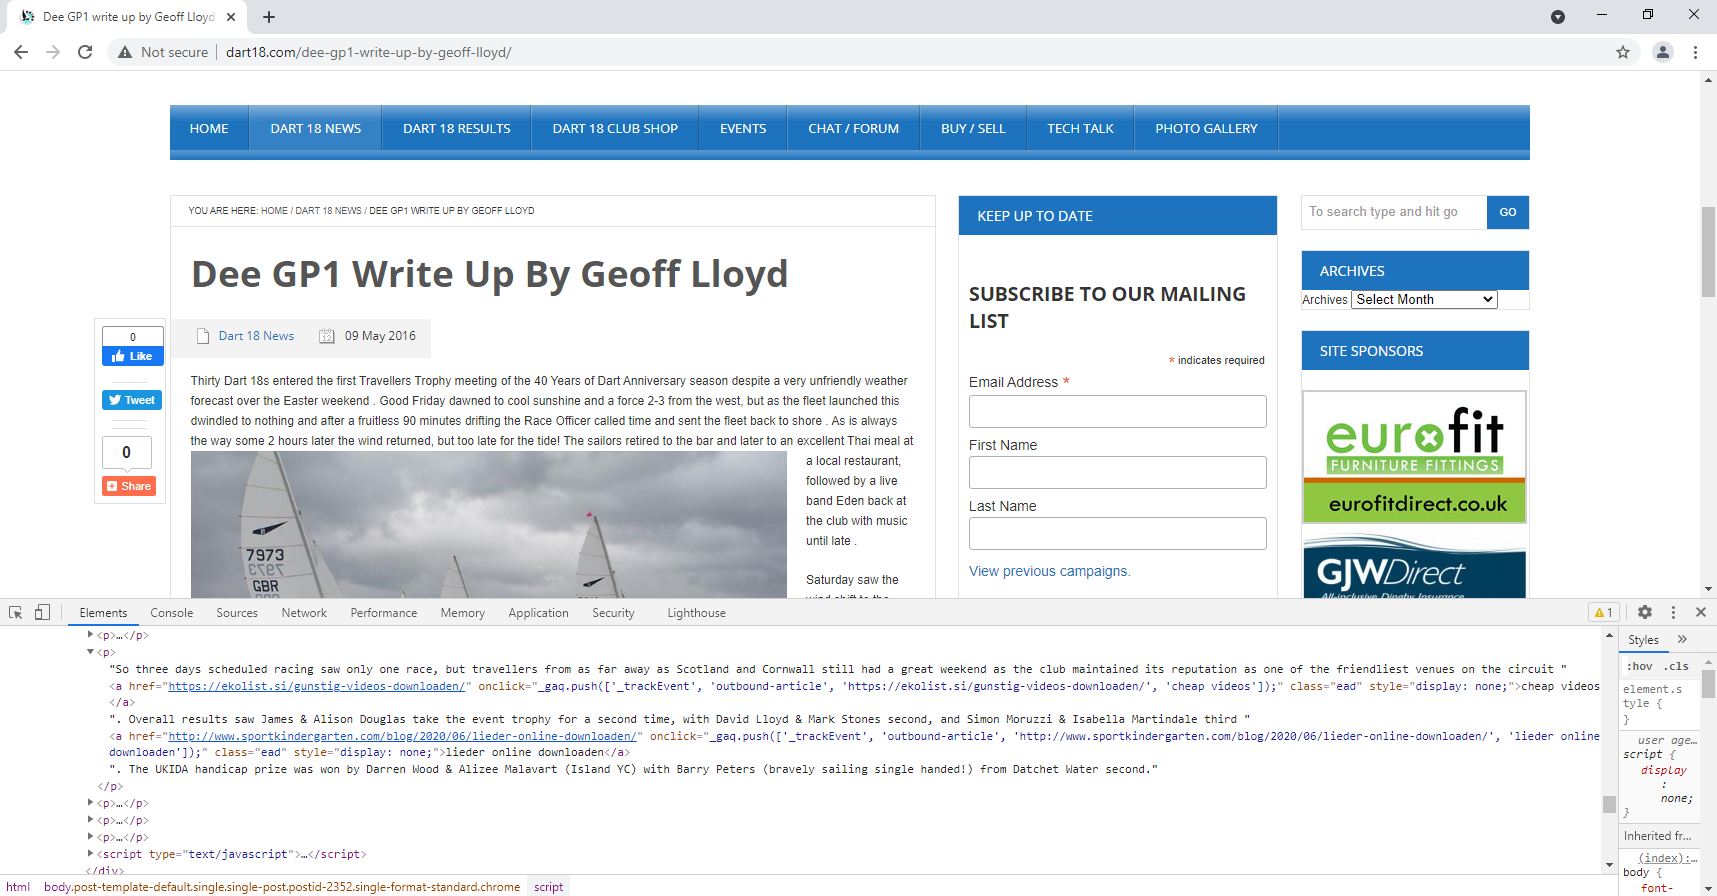 Dee GP1 write up by Geoff Lloyd
Not secure
dart18.com/dee-gp1-write-up-by-geoff-lloyd/
HOME
DART 18 NEWS
DART 18 RESULTS
DART 18 CLUB SHOP
EVENTS
CHAT / FORUM
BUY / SELL
TECH TALK
PHOTO GALLERY
YOU ARE HERE: HOME / DART 18 NEWS / DEE GP1 WRITE UP BY GEOFF LLOYD
Dee GP1 Write Up By Geoff Lloyd
Dart 18 News
12
09 May 2016
0
Like
Tweet
0
Share
Thirty Dart 18s entered the first Travellers Trophy meeting of the 40 Years of Dart Anniversary season despite a very unfriendly weather
forecast over the Easter weekend . Good Friday dawned to cool sunshine and a force 2-3 from the west, but as the fleet launched this
dwindled to nothing and after a fruitless 90 minutes drifting the Race Officer called time and sent the fleet back to shore . As is always
the way some 2 hours later the wind returned, but too late for the tide! The sailors retired to the bar and later to an excellent Thai meal at
a local restaurant,
followed by a live
band Eden back at
the club with music
until late .
Saturday saw the
wind shift to the
7973
7973
GBR
KEEP UP TO DATE
SUBSCRIBE TO OUR MAILING
LIST
* indicates required
Email Address *
First Name
Last Name
View previous campaigns.
To search type and hit go
GO
ARCHIVES
Archives
Select Month
SITE SPONSORS
eurofit
FURNITURE FITTINGS
eurofitdirect.co.uk
GJWDirect
All-inclusive Dinghy Insurance
Elements
Console
Sources
Network
Performance
Memory
Application
Security
Lighthouse
1
<p>…</p>
<p>
"So three days scheduled racing saw only one race, but travellers from as far away as Scotland and Cornwall still had a great weekend as the club maintained its reputation as one of the friendliest venues on the circuit "
<a href="https://ekolist.si/gunstig-videos-downloaden/" onclick="_gaq.push(['_trackEvent', 'outbound-article', 'https://ekolist.si/gunstig-videos-downloaden/', 'cheap videos']);" class="ead" style="display: none;">cheap videos
</a>
". Overall results saw James & Alison Douglas take the event trophy for a second time, with David Lloyd & Mark Stones second, and Simon Moruzzi & Isabella Martindale third "
<a href="http://www.sportkindergarten.com/blog/2020/06/lieder-online-downloaden/" onclick="_gaq.push(['_trackEvent', 'outbound-article', 'http://www.sportkindergarten.com/blog/2020/06/lieder-online-downloaden/', 'lieder online
downloaden']);" class="ead" style="display: none;">lieder online downloaden</a>
". The UKIDA handicap prize was won by Darren Wood & Alizee Malavart (Island YC) with Barry Peters (bravely sailing single handed!) from Datchet Water second."
</p>
<p>…</p>
<p>…</p>
<p>…</p>
<script type="text/javascript">…</script>
</div>
html
body.post-template-default.single.single-post.postid-2352.single-format-standard.chrome
script
Styles
:hov
.cls
element.s
tyle {
}
user age…
script {
display
:
none;
}
Inherited fr…
(index):…
body {
font-